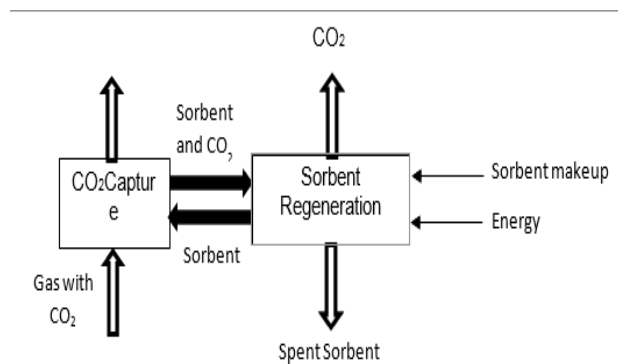 CO₂
Sorbent
and CO₂
CO₂Captur
e
Sorbent
Regeneration
Sorbent makeup
Energy
Sorbent
Gas with
CO₂
Spent Sorbent